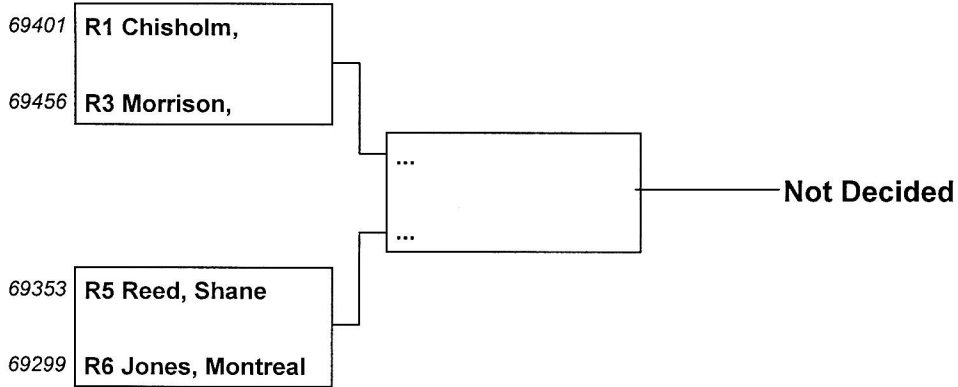 69401 R1 Chisholm,
69456 R3 Morrison,
...
Not Decided
...
69353 R5 Reed, Shane
69299 R6 Jones, Montreal